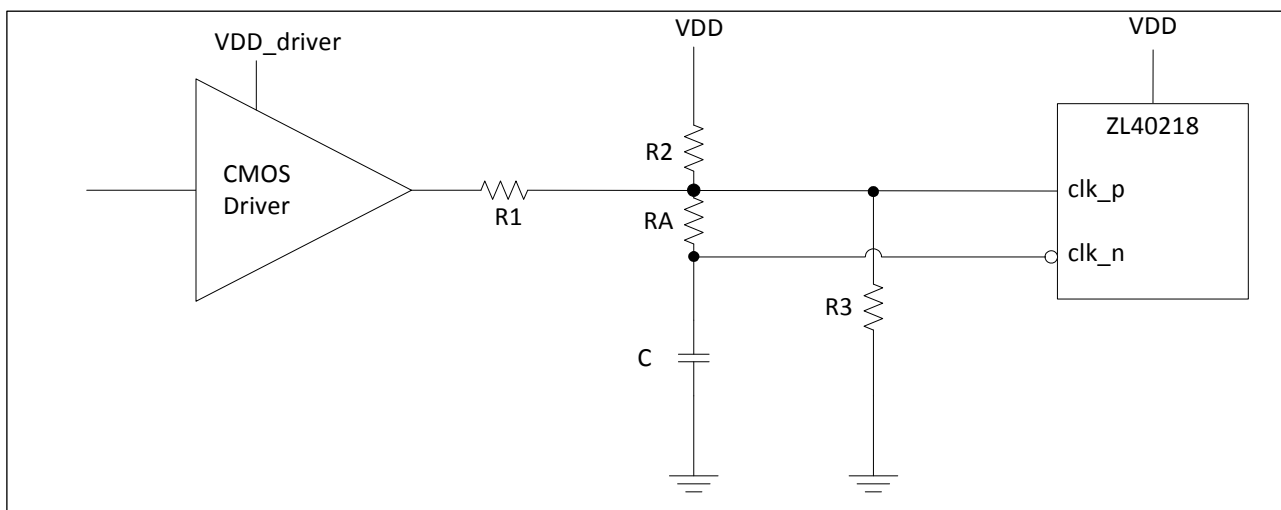 VDD_driver
VDD
VDD
ZL40218
R2
CMOS
Driver
clk_p
R1
RA
clk_n
R3
C